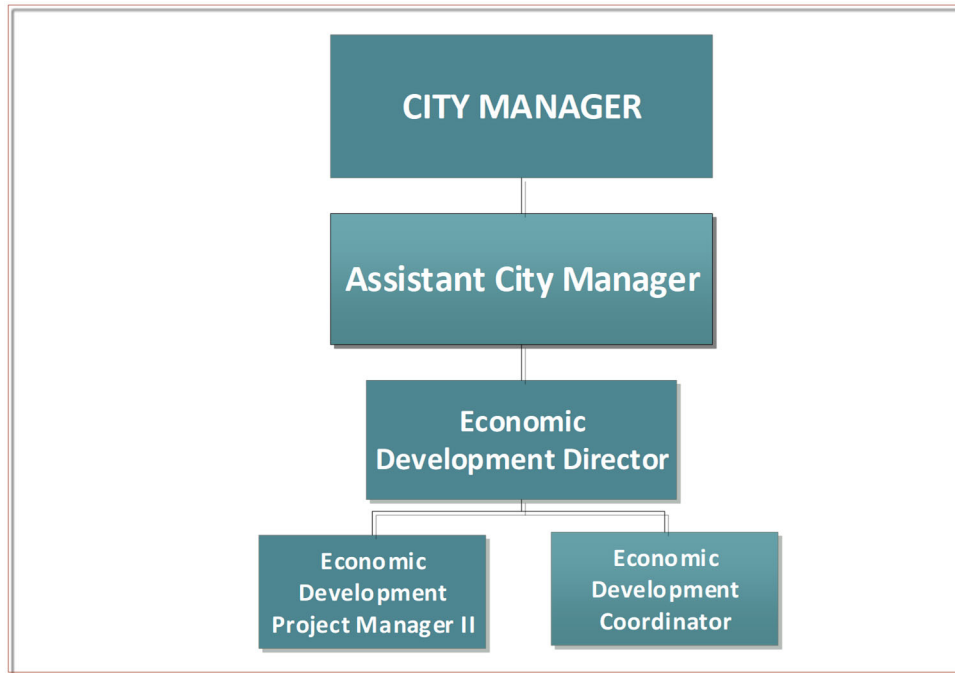 CITY MANAGER
Assistant City Manager
Economic
Development Director
Economic
Development
Project Manager II
Economic
Development
Coordinator